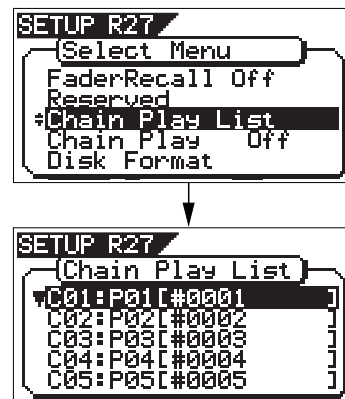 SETUP R27
Select Menu
FaderRecall Off
Reserved
Chain Play List
Chain Play Off
Disk Format
SETUP R27
Chain Play List
C01:P01[#0001 ]
C02:P02[#0002 ]
C03:P03[#0003 ]
C04:P04[#0004 ]
C05:P05[#0005 ]